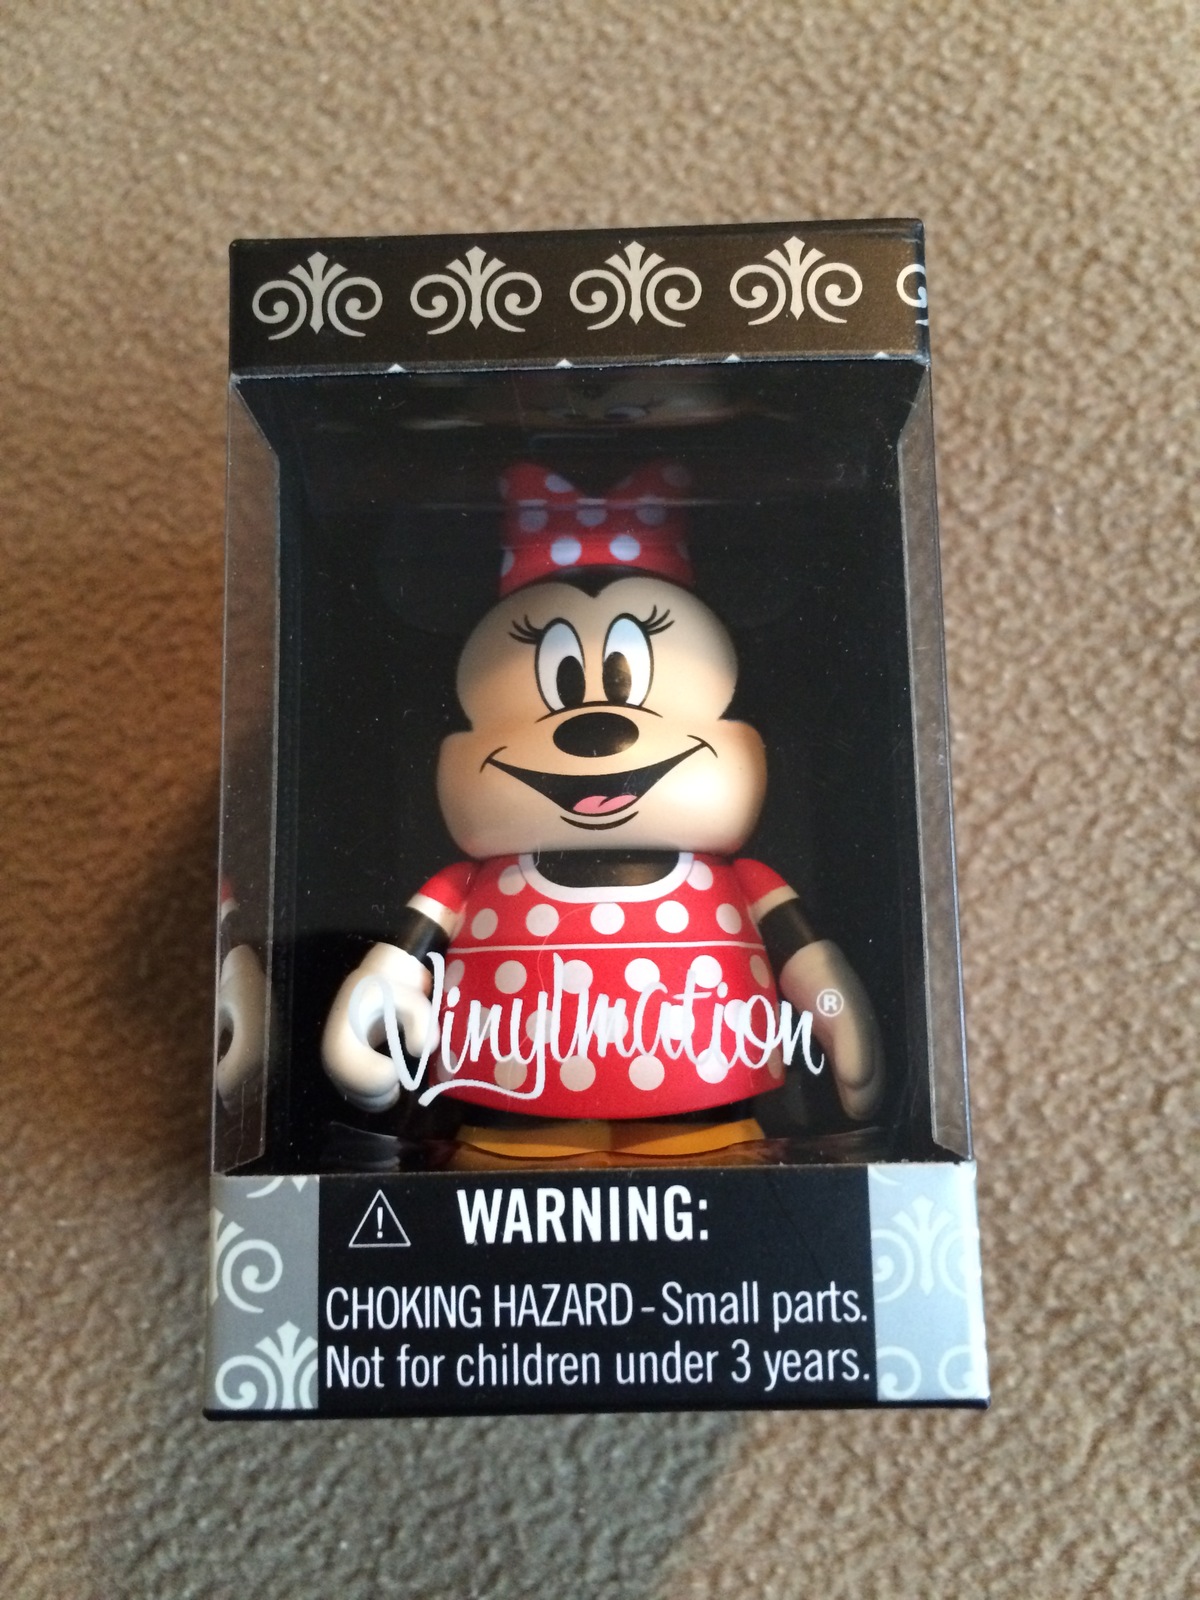 Vinylmation®
WARNING:
CHOKING HAZARD - Small parts.
Not for children under 3 years.